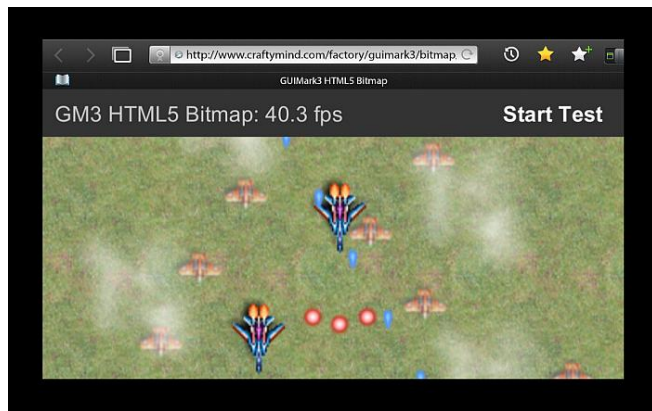 http://www.craftymind.com/factory/guimark3/bitmap.
GUIMark3 HTML5 Bitmap
GM3 HTML5 Bitmap: 40.3 fps
Start Test